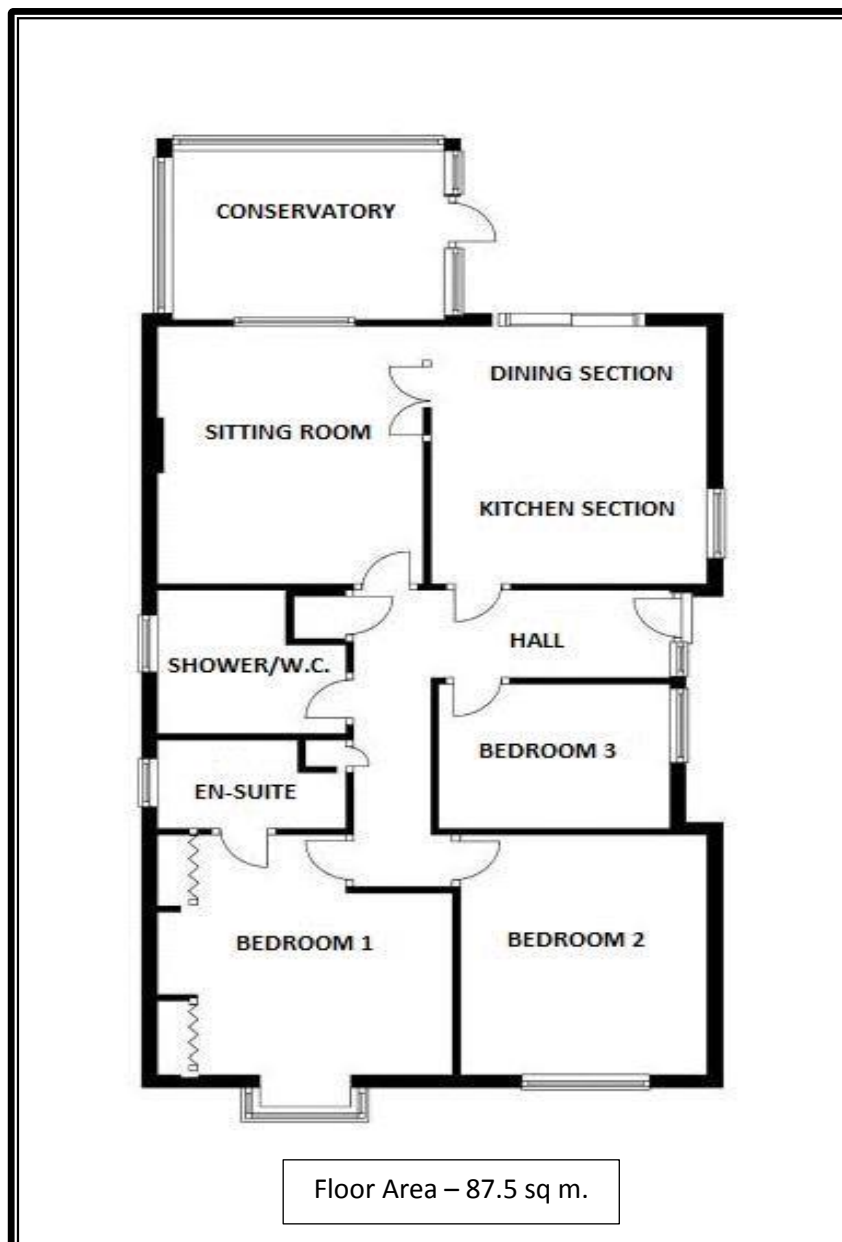 CONSERVATORY
DINING SECTION
SITTING ROOM
KITCHEN SECTION
HALL
SHOWER/W.C.
BEDROOM 3
EN-SUITE
BEDROOM 1
BEDROOM 2
Floor Area – 87.5 sq m.